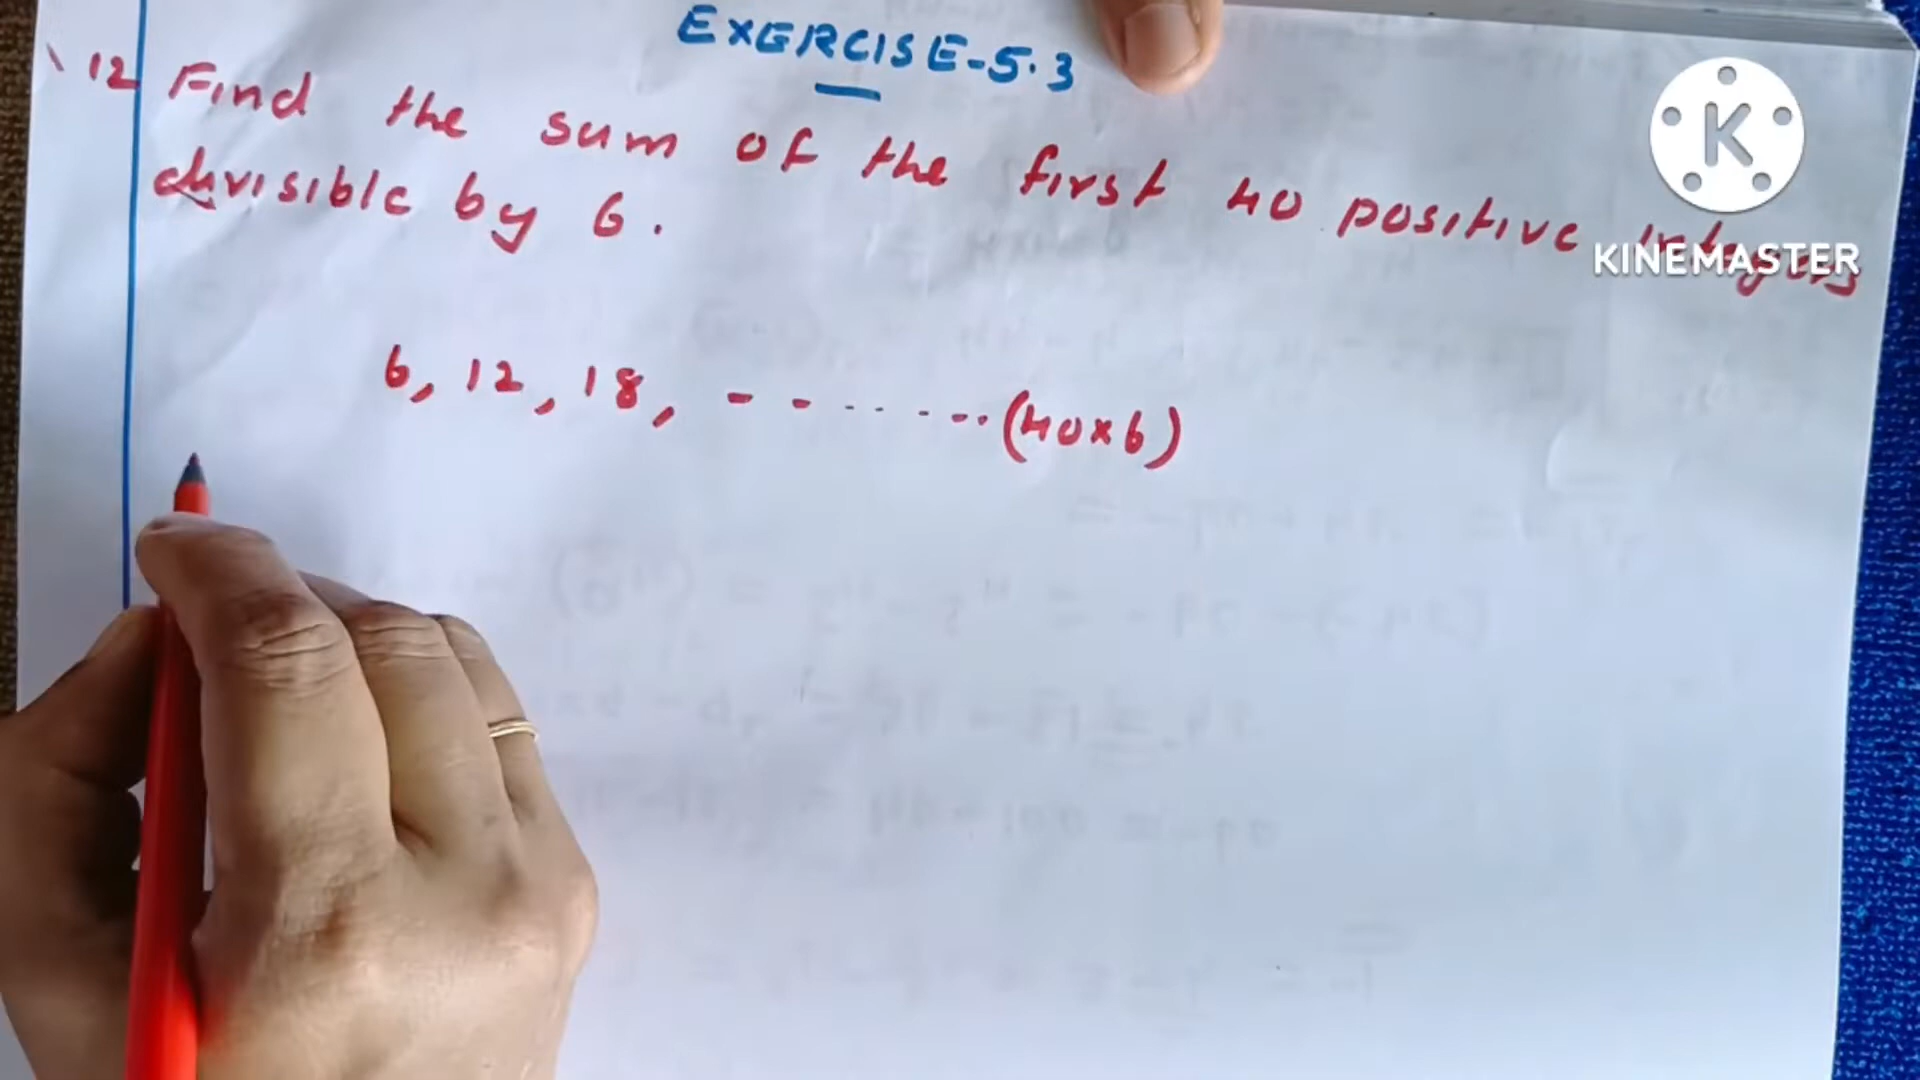 EXERCISE-5.3
12 Find the sum of the first 40 positive integers
divisible by 6.
6, 12, 18, - - - - - - - (40×6)
K
KINEMASTER